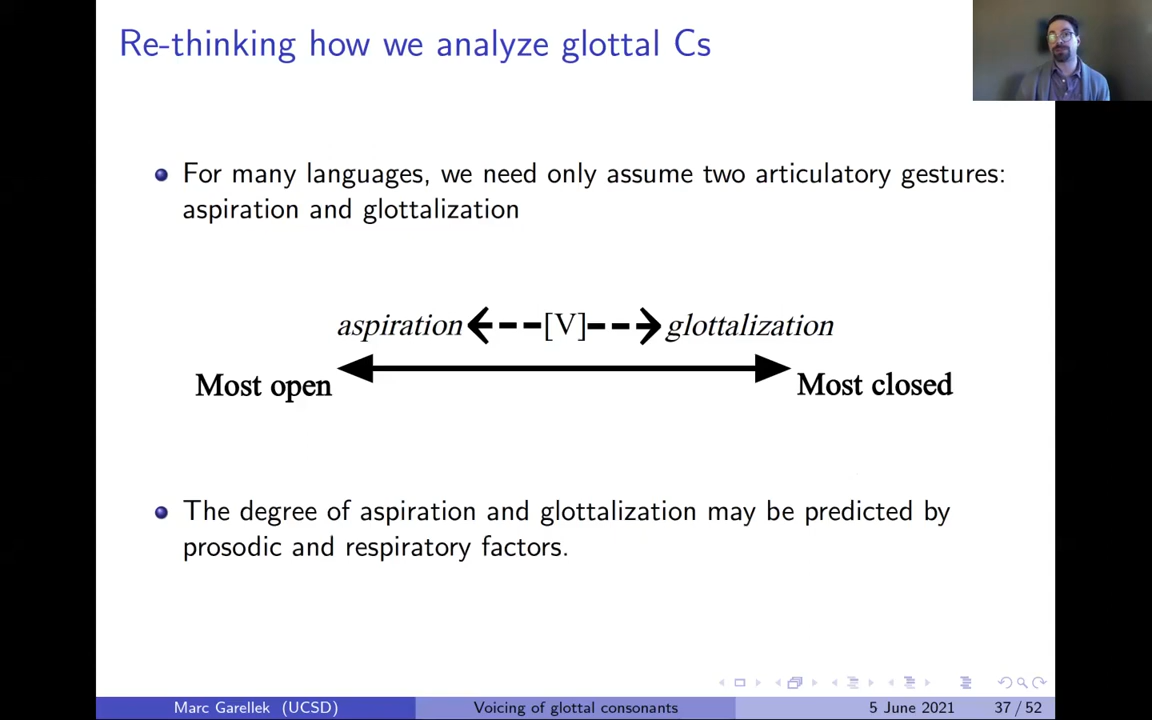 Re-thinking how we analyze glottal Cs
For many languages, we need only assume two articulatory gestures:
aspiration and glottalization
aspiration [V] glottalization
Most open Most closed
The degree of aspiration and glottalization may be predicted by
prosodic and respiratory factors.
Marc Garellek (UCSD) Voicing of glottal consonants 5 June 2021 37 / 52